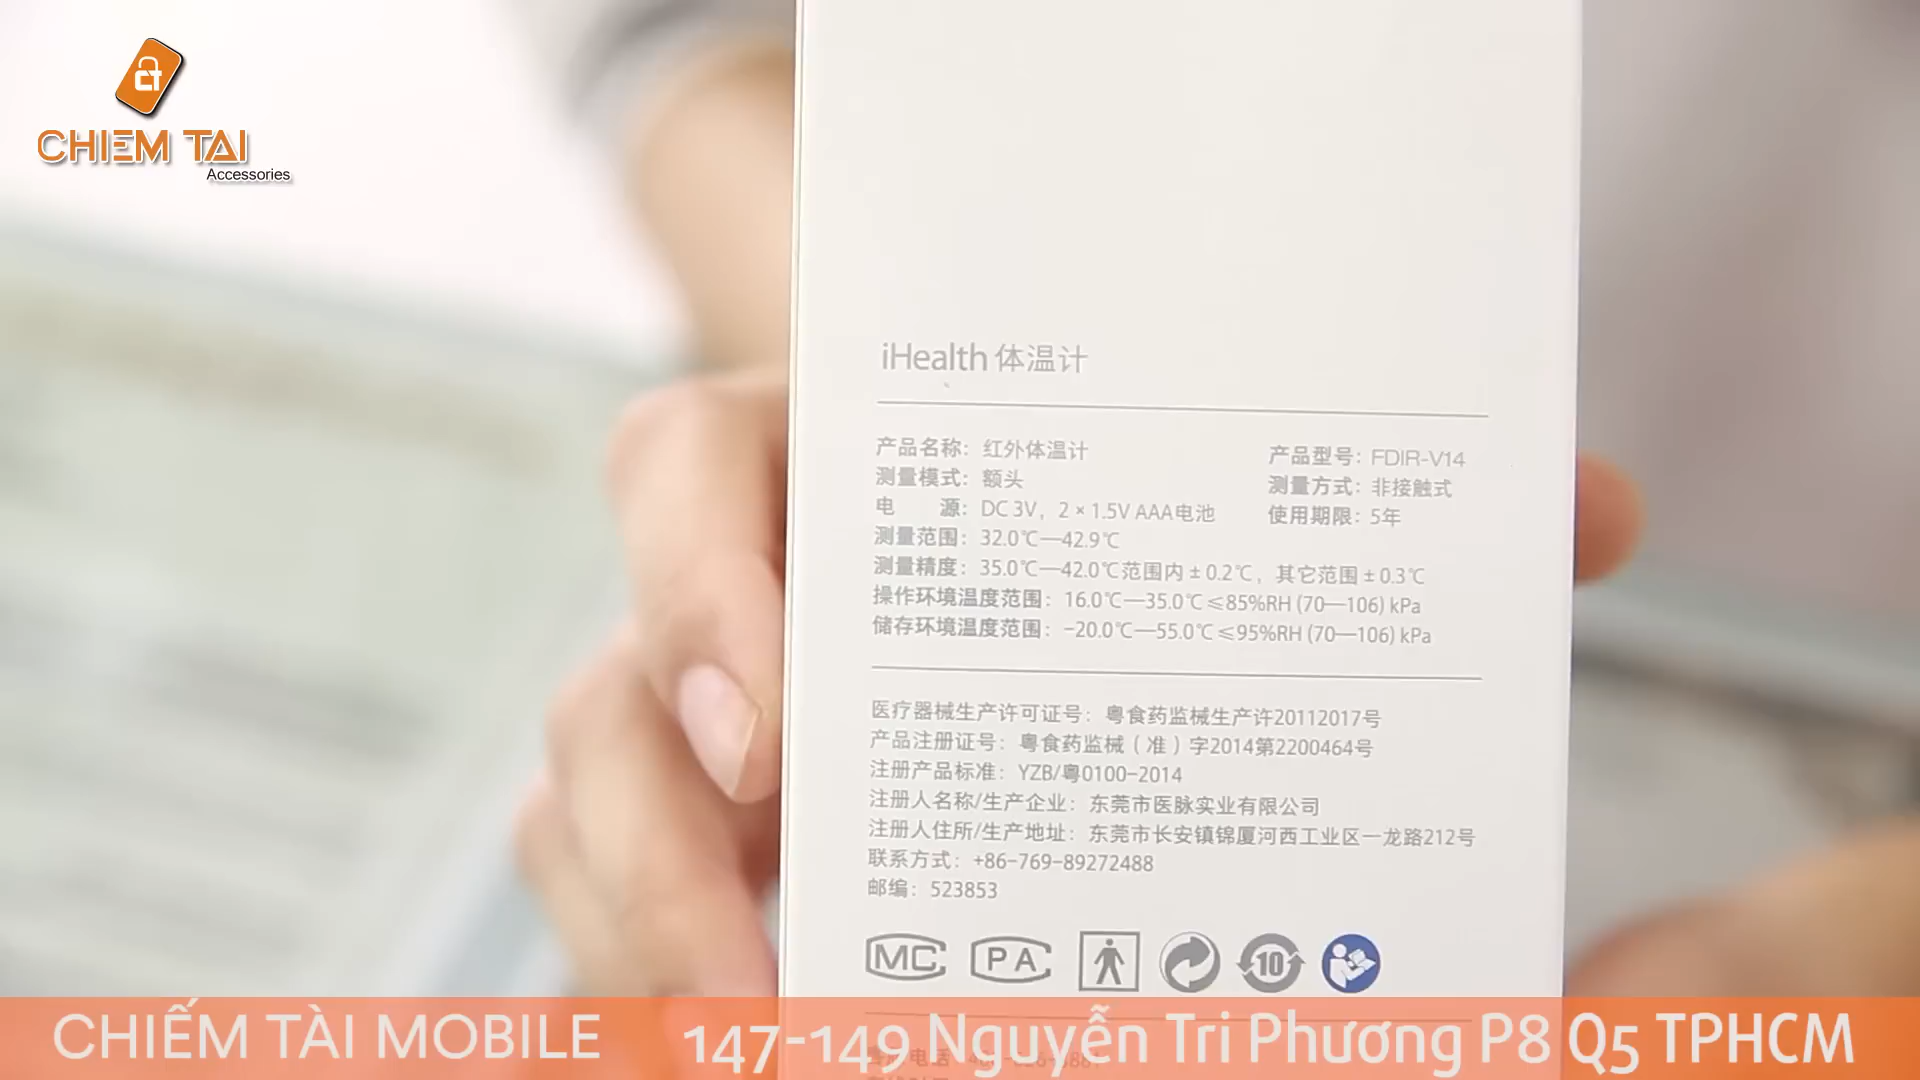 CT
CHIEM TAI
Accessories
iHealth 体温计
产品名称：红外体温计
产品型号：FDIR-V14
测量模式：额头
测量方式：非接触式
电 源：DC 3V，2 × 1.5V AAA电池
使用期限：5年
测量范围：32.0℃—42.9℃
测量精度：35.0℃—42.0℃范围内 ± 0.2℃，其它范围 ± 0.3℃
操作环境温度范围：16.0℃—35.0℃ ≤85%RH (70—106) kPa
储存环境温度范围：-20.0℃—55.0℃ ≤95%RH (70—106) kPa
医疗器械生产许可证号：粤食药监械生产许20112017号
产品注册证号：粤食药监械（准）字2014第2200464号
注册产品标准：YZB/粤0100-2014
注册人名称/生产企业：东莞市医脉实业有限公司
注册人住所/生产地址：东莞市长安镇锦厦河西工业区一龙路212号
联系方式：+86-769-89272488
邮编：523853
MC PA 10
CHIẾM TÀI MOBILE 147-149 Nguyễn Tri Phương P8 Q5 TPHCM